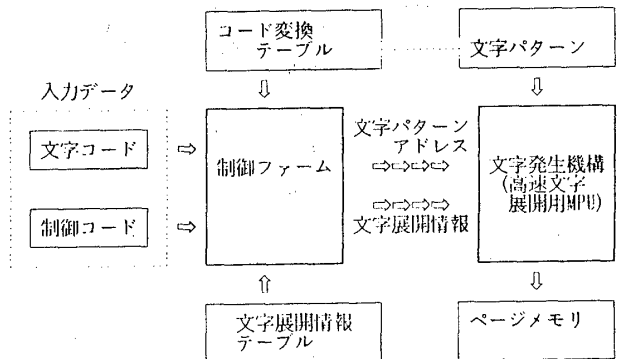 コード変換
テーブル
文字パターン
入力データ
文字コード
制御コード
制御ファーム
文字パターン
アドレス
文字展開情報
文字発生機構
(高速文字
展開用MPU)
文字展開情報
テーブル
ページメモリ